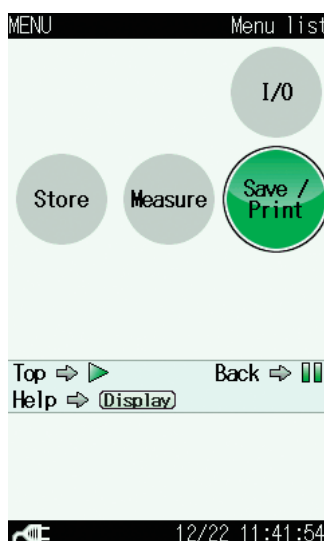 MENU Menu list
I/O
Store Measure Save /
Print
Top ⇨ ▷ Back ⇨
Help ⇨ Display
12/22 11:41:54